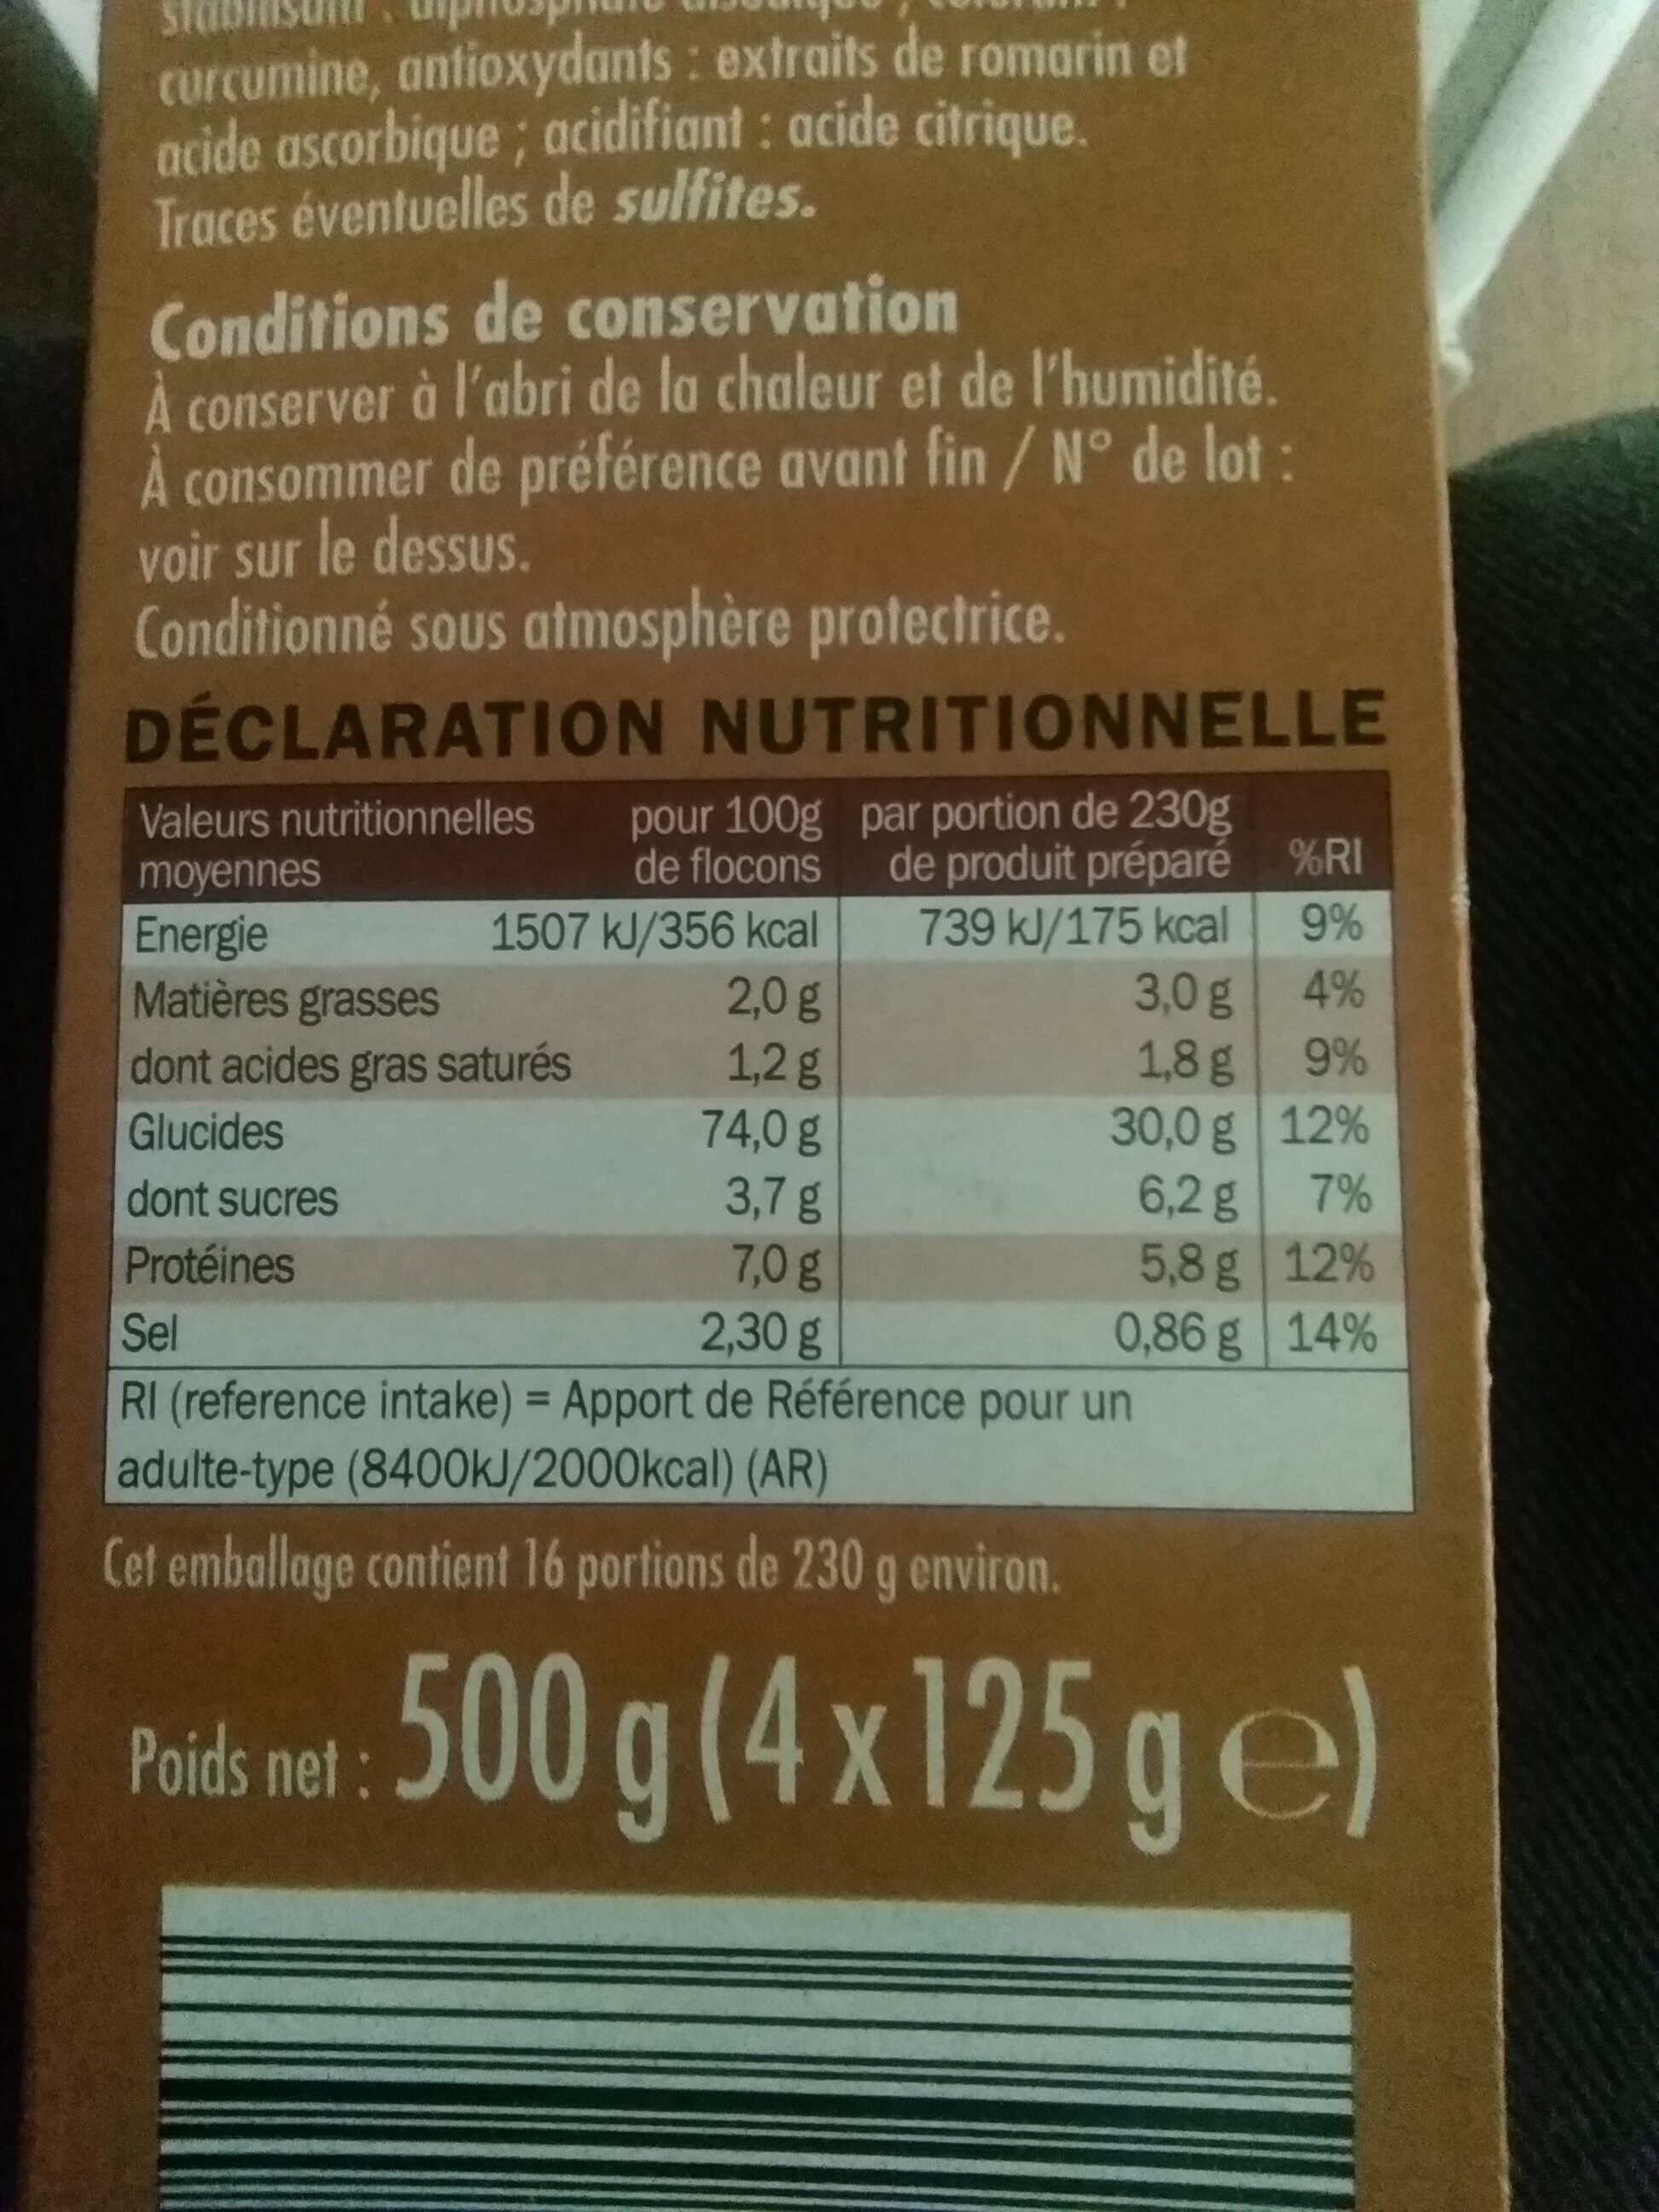 curcumine, antioxydants : extraits de romarin et
acide ascorbique ; acidifiant : acide citrique.
Traces éventuelles de sulfites.
Conditions de conservation
À conserver à l'abri de la chaleur et de l'humidité.
À consommer de préférence avant fin / N° de lot :
voir sur le dessus.
Conditionné sous atmosphère protectrice.
DÉCLARATION NUTRITIONNELLE
Valeurs nutritionnelles moyennes pour 100g de flocons par portion de 230g de produit préparé %RI
Energie 1507 kJ/356 kcal 739 kJ/175 kcal 9%
Matières grasses 2,0 g 3,0 g 4%
dont acides gras saturés 1,2 g 1,8 g 9%
Glucides 74,0 g 30,0 g 12%
dont sucres 3,7 g 6,2 g 7%
Protéines 7,0 g 5,8 g 12%
Sel 2,30 g 0,86 g 14%
RI (reference intake) = Apport de Référence pour un
adulte-type (8400kJ/2000kcal) (AR)
Cet emballage contient 16 portions de 230 g environ.
Poids net : 500 g (4 x 125 g e)